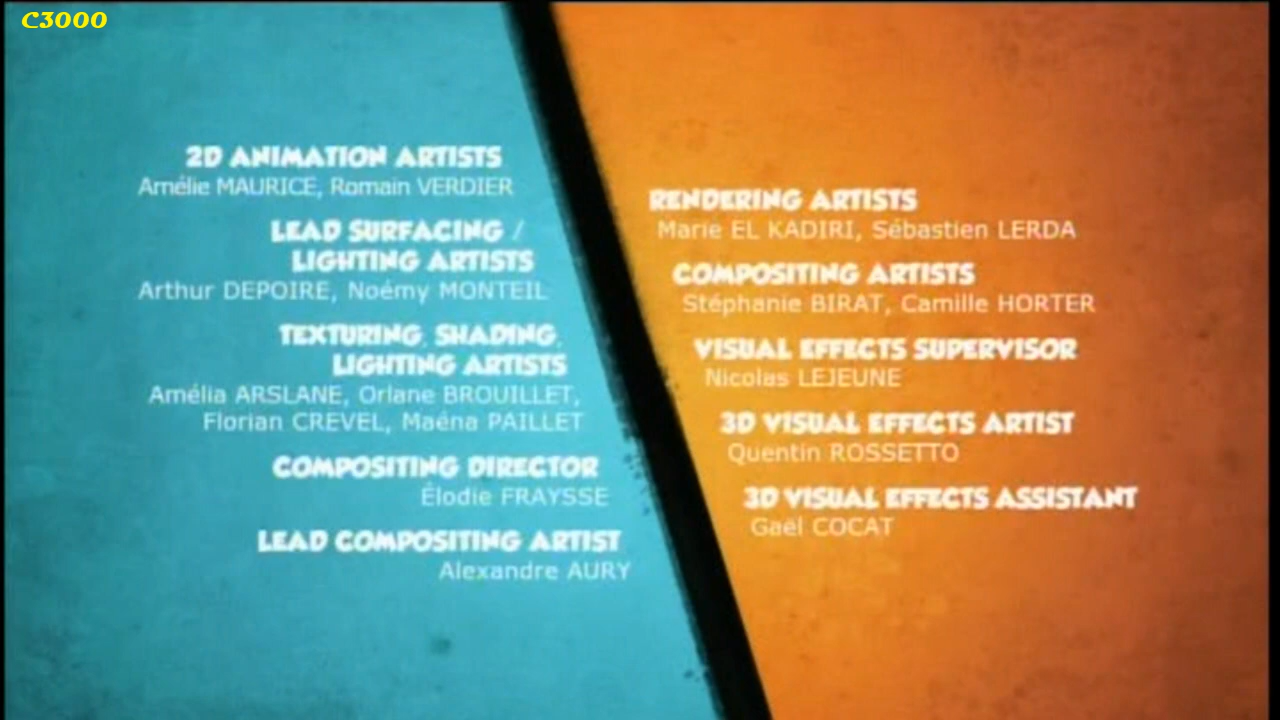 C3000
2D ANIMATION ARTISTS
Amélie MAURICE, Romain VERDIER
LEAD SURFACING /
LIGHTING ARTISTS
Arthur DEPOIRE, Noémy MONTEIL
TEXTURING, SHADING,
LIGHTING ARTISTS
Amélia ARSLANE, Orlane BROUILLET,
Florian CREVEL, Maéna PAILLET
COMPOSITING DIRECTOR
Élodie FRAYSSE
LEAD COMPOSITING ARTIST
Alexandre AURY
RENDERING ARTISTS
Marie EL KADIRI, Sébastien LERDA
COMPOSITING ARTISTS
Stéphanie BIRAT, Camille HORTER
VISUAL EFFECTS SUPERVISOR
Nicolas LEJEUNE
3D VISUAL EFFECTS ARTIST
Quentin ROSSETTO
3D VISUAL EFFECTS ASSISTANT
Gaël COCAT